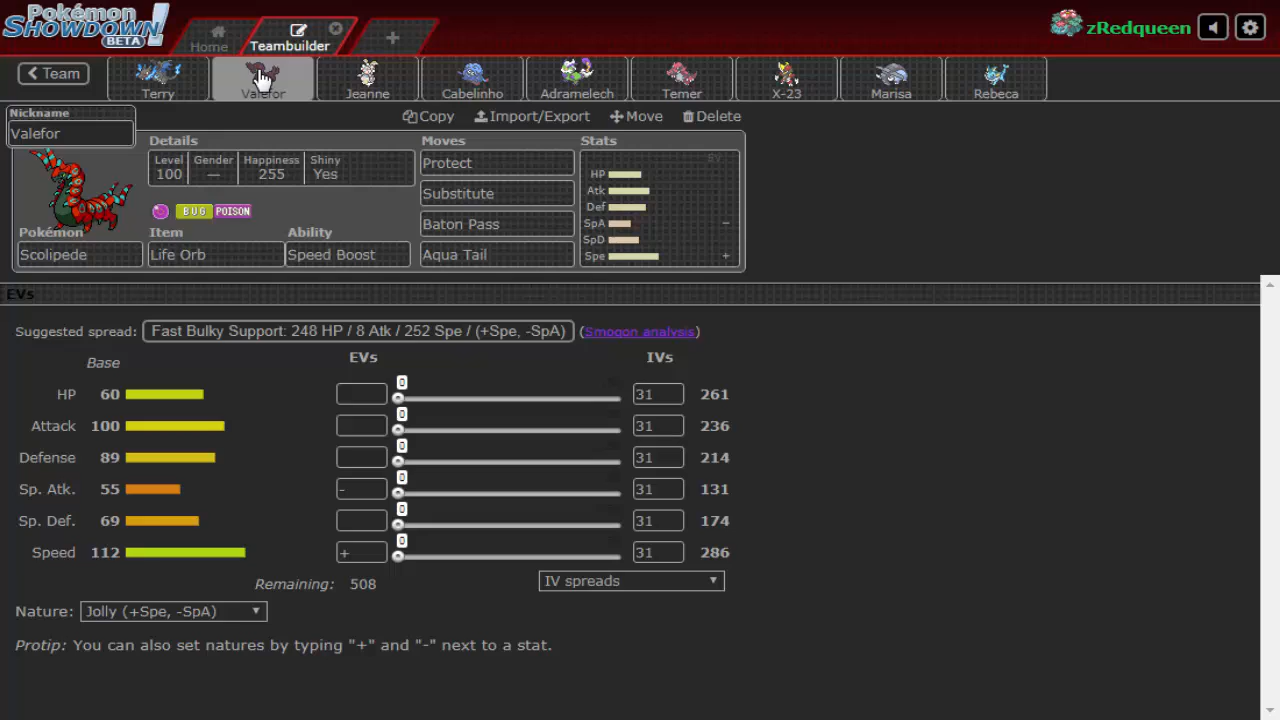 Pokémon
SHOWDOWN!
BETA
Home
Teambuilder
zRedqueen
Team
Terry
Valefor
Jeanne
Cabelinho
Adramelech
Temer
X-23
Marisa
Rebeca
Copy
Import/Export
Move
Delete
Nickname
Valefor
Details
Level
100
Gender
—
Happiness
255
Shiny
Yes
BUG
POISON
Pokémon
Scolipede
Item
Life Orb
Ability
Speed Boost
Moves
Protect
Substitute
Baton Pass
Aqua Tail
Stats
EV
HP
Atk
Def
SpA −
SpD
Spe +
EVs
Suggested spread: Fast Bulky Support: 248 HP / 8 Atk / 252 Spe / (+Spe, -SpA) (Smogon analysis)
Base EVs IVs
HP 60 0 31 261
Attack 100 0 31 236
Defense 89 0 31 214
Sp. Atk. 55 - 0 31 131
Sp. Def. 69 0 31 174
Speed 112 + 0 31 286
Remaining: 508 IV spreads
Nature: Jolly (+Spe, -SpA)
Protip: You can also set natures by typing "+" and "-" next to a stat.